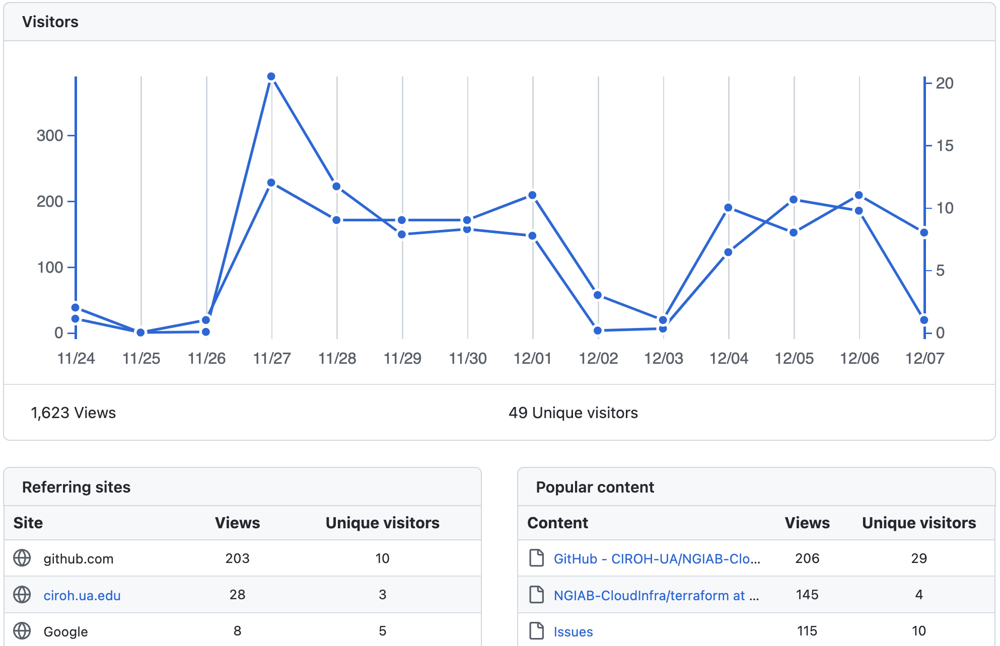 Visitors
300
200
100
0
20
15
10
5
0
11/24 11/25 11/26 11/27 11/28 11/29 11/30 12/01 12/02 12/03 12/04 12/05 12/06 12/07
1,623 Views
49 Unique visitors
Referring sites
Site Views Unique visitors
github.com 203 10
ciroh.ua.edu 28 3
Google 8 5
Popular content
Content Views Unique visitors
GitHub - CIROH-UA/NGIAB-Clo... 206 29
NGIAB-CloudInfra/terraform at ... 145 4
Issues 115 10